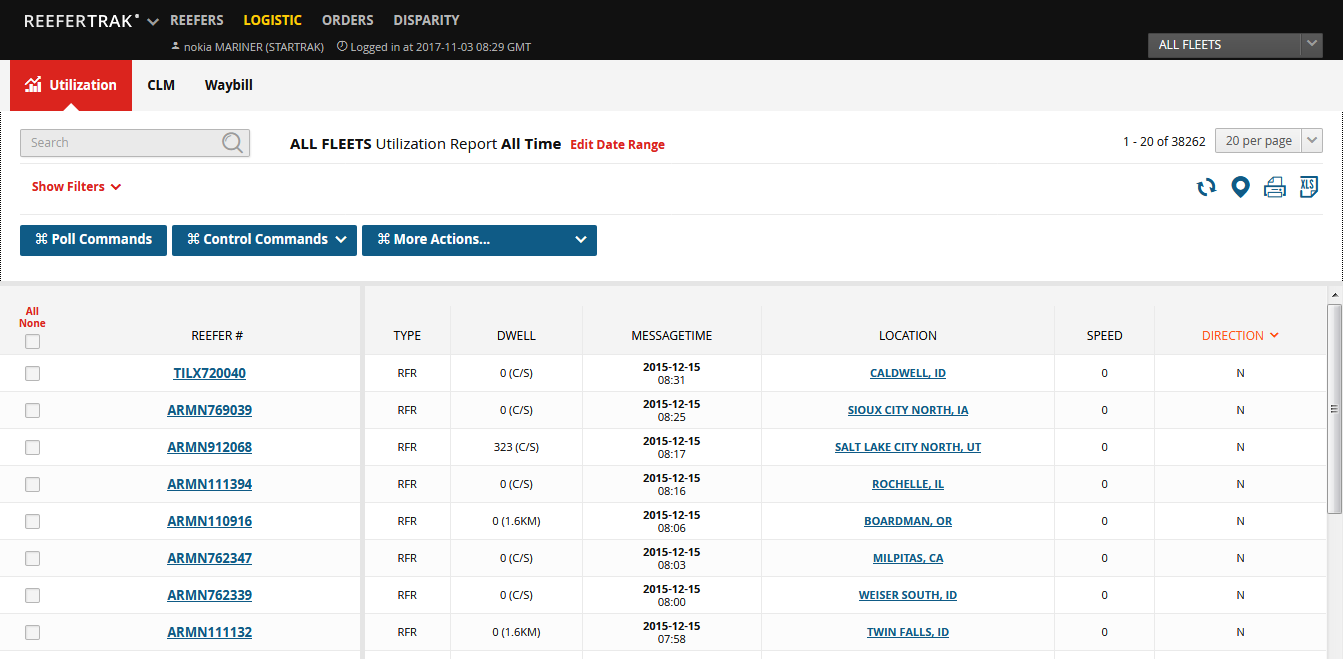 REEFERTRAK REEFERS LOGISTIC ORDERS DISPARITY
nokia MARINER (STARTRAK) Logged in at 2017-11-03 08:29 GMT
ALL FLEETS
Utilization CLM Waybill
Search ALL FLEETS Utilization Report All Time Edit Date Range 1 - 20 of 38262 20 per page
Show Filters XLS
⌘ Poll Commands ⌘ Control Commands ⌘ More Actions...
All
None
REEFER # TYPE DWELL MESSAGETIME LOCATION SPEED DIRECTION
TILX720040 RFR 0 (C/S) 2015-12-15 08:31 CALDWELL, ID 0 N
ARMN769039 RFR 0 (C/S) 2015-12-15 08:25 SIOUX CITY NORTH, IA 0 N
ARMN912068 RFR 323 (C/S) 2015-12-15 08:17 SALT LAKE CITY NORTH, UT 0 N
ARMN111394 RFR 0 (C/S) 2015-12-15 08:16 ROCHELLE, IL 0 N
ARMN110916 RFR 0 (1.6KM) 2015-12-15 08:06 BOARDMAN, OR 0 N
ARMN762347 RFR 0 (C/S) 2015-12-15 08:03 MILPITAS, CA 0 N
ARMN762339 RFR 0 (C/S) 2015-12-15 08:00 WEISER SOUTH, ID 0 N
ARMN111132 RFR 0 (1.6KM) 2015-12-15 07:58 TWIN FALLS, ID 0 N